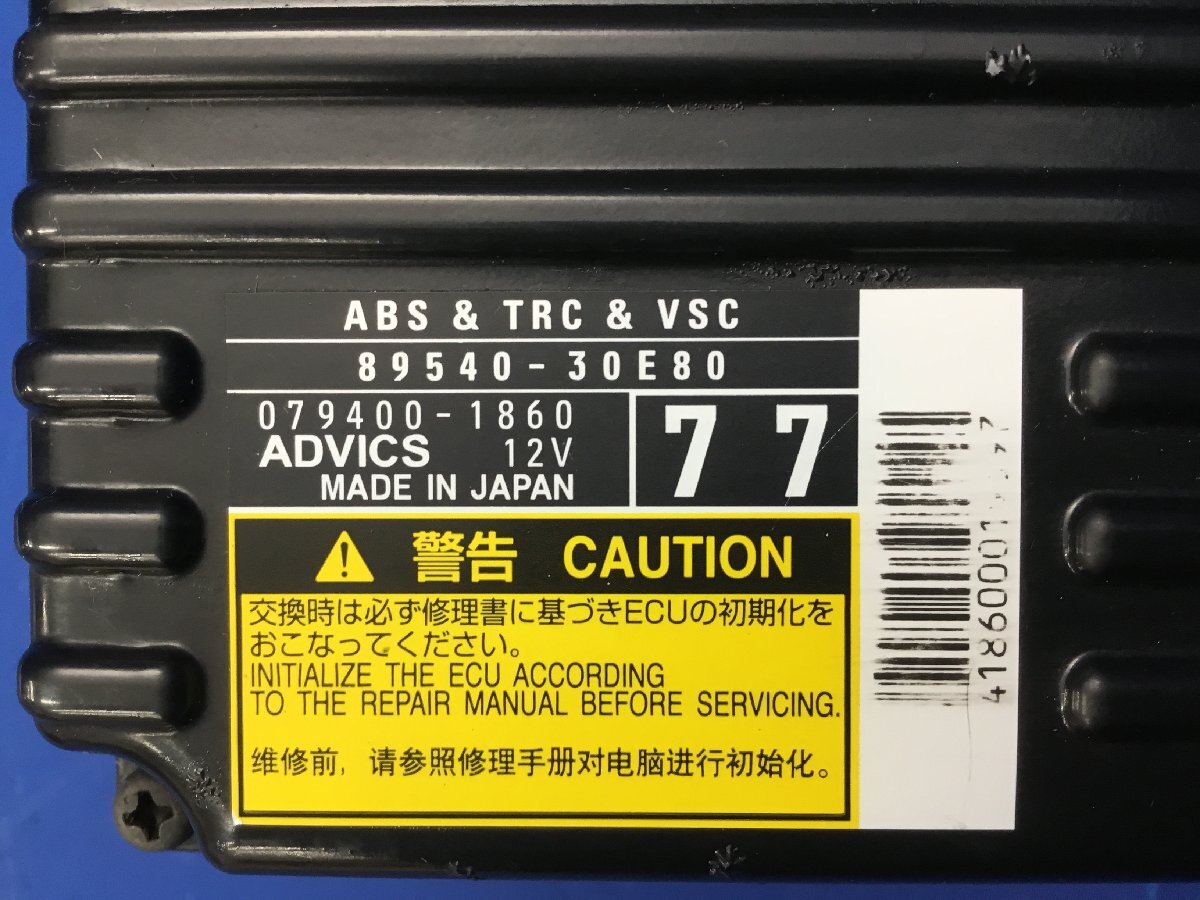 ABS & TRC & VSC
89540-30E80
079400-1860
ADVICS 12V
MADE IN JAPAN
77
警告 CAUTION
交換時は必ず修理書に基づきECUの初期化を
おこなってください。
INITIALIZE THE ECU ACCORDING
TO THE REPAIR MANUAL BEFORE SERVICING.
维修前，请参照修理手册对电脑进行初始化。